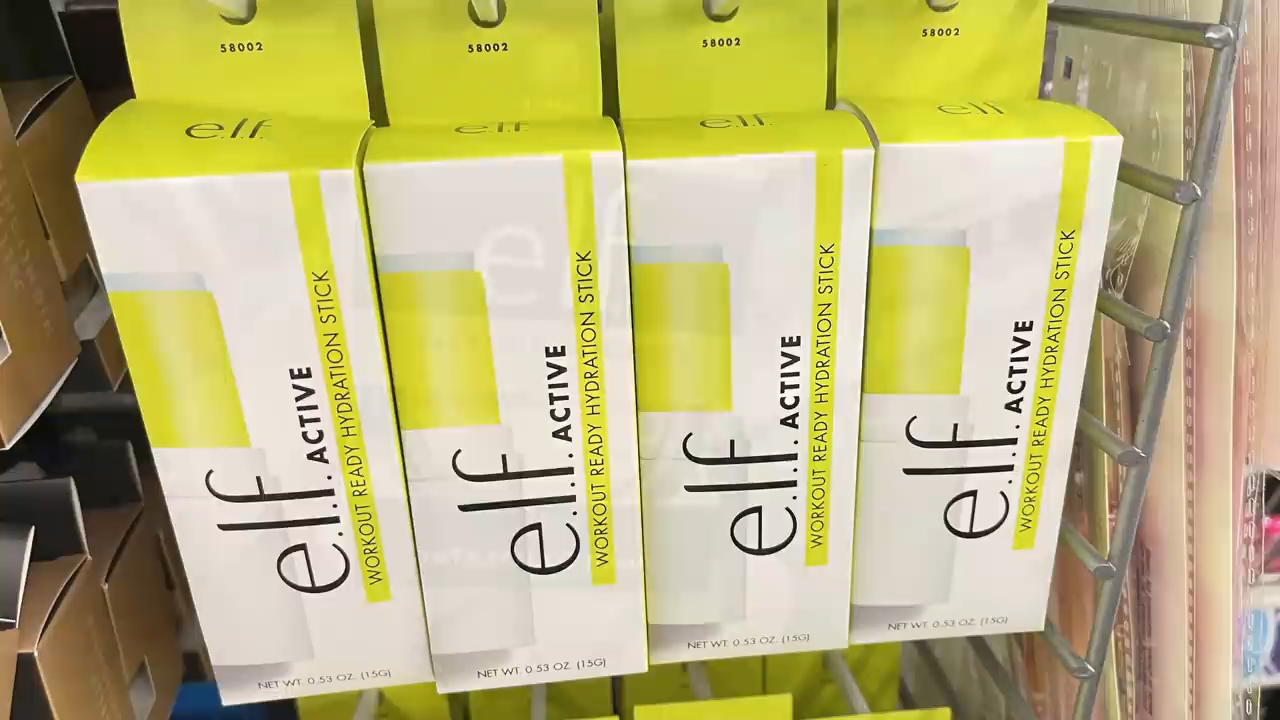 58002
58002
58002
58002
e.l.f.
e.l.f.
e.l.f.
e.l.f.
e.l.f. ACTIVE
WORKOUT READY HYDRATION STICK
NET WT. 0.53 OZ. (15G)
e.l.f. ACTIVE
WORKOUT READY HYDRATION STICK
NET WT. 0.53 OZ. (15G)
e.l.f. ACTIVE
WORKOUT READY HYDRATION STICK
NET WT. 0.53 OZ. (15G)
e.l.f. ACTIVE
WORKOUT READY HYDRATION STICK
NET WT. 0.53 OZ. (15G)